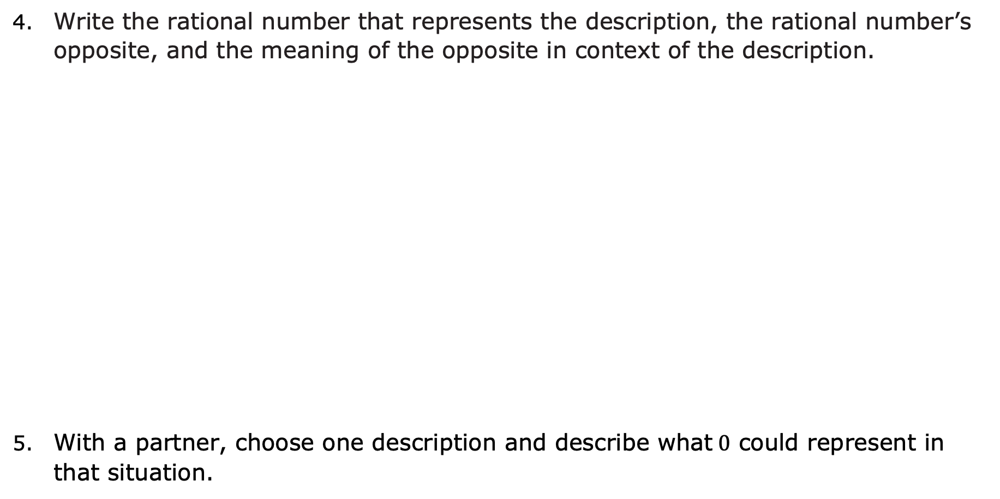 4. Write the rational number that represents the description, the rational number’s
opposite, and the meaning of the opposite in context of the description.
5. With a partner, choose one description and describe what 0 could represent in
that situation.